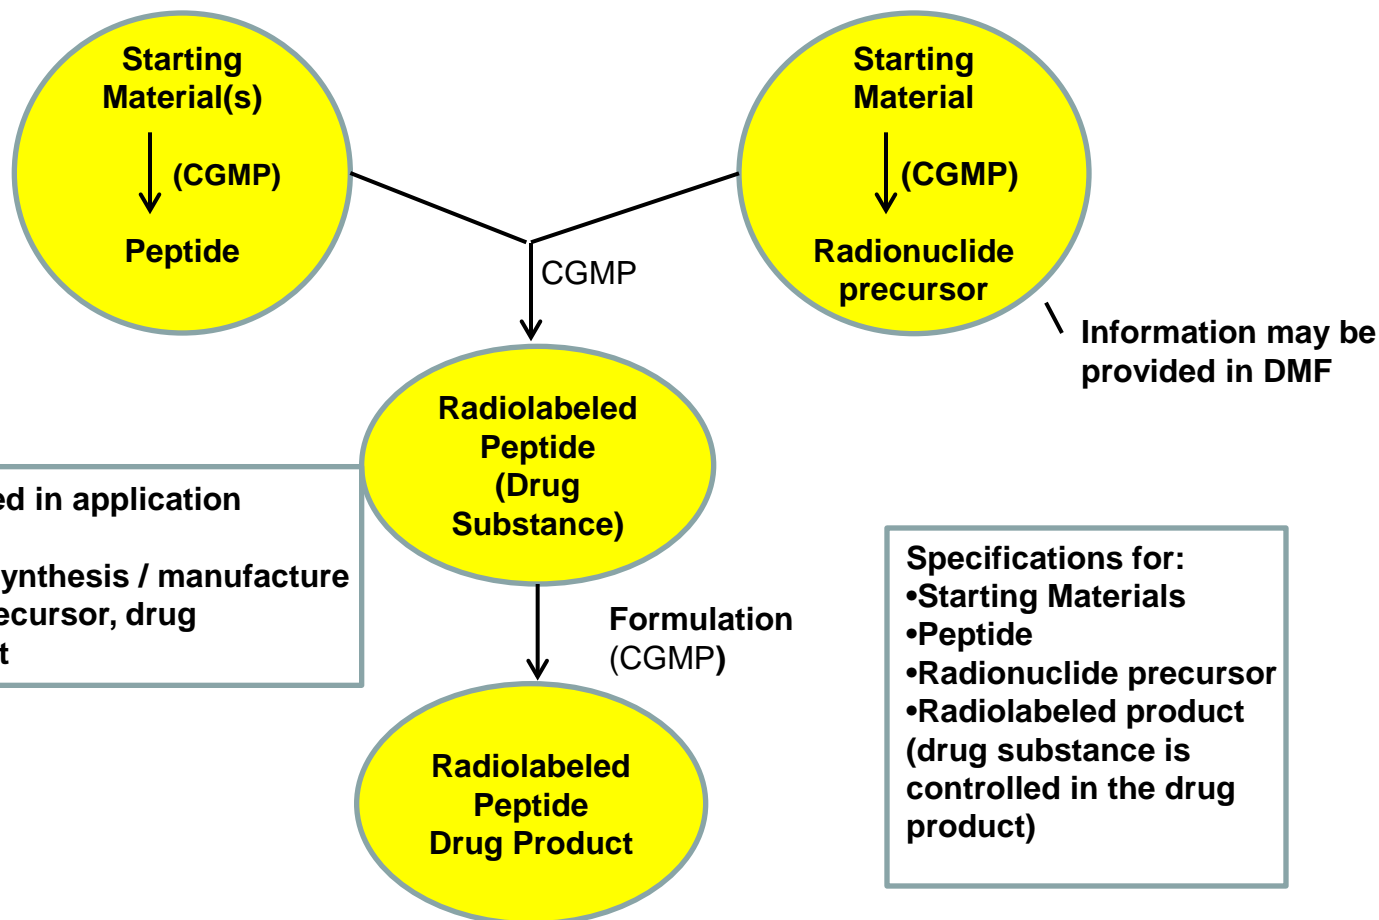 Starting
Material(s)
(CGMP)
Peptide
Starting
Material
(CGMP)
Radionuclide
precursor
CGMP
Information may be
provided in DMF
Radiolabeled
Peptide
(Drug
Substance)
in application
ynthesis / manufacture
drug
Formulation
(CGMP)
Radiolabeled
Peptide
Drug Product
Specifications for:
•Starting Materials
•Peptide
•Radionuclide precursor
•Radiolabeled product
(drug substance is
controlled in the drug
product)